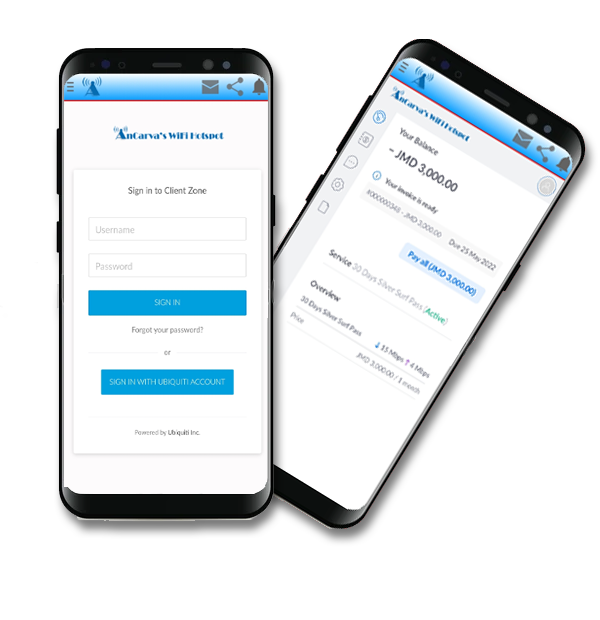 AnCarva's WiFi Hotspot
Sign in to Client Zone
Username
Password
SIGN IN
Forgot your password?
or
SIGN IN WITH UBIQUITI ACCOUNT
Powered by Ubiquiti Inc.
AnCarva's WiFi Hotspot
Your Balance
- JMD 3,000.00
Your invoice is ready
#000000348 - JMD 3,000.00 Due 25 May 2022
Pay all (JMD 3,000.00)
Service 30 Days Silver Surf Pass (Active)
Overview
30 Days Silver Surf Pass 15 Mbps 4 Mbps
Price JMD 3,000.00 / 1 month